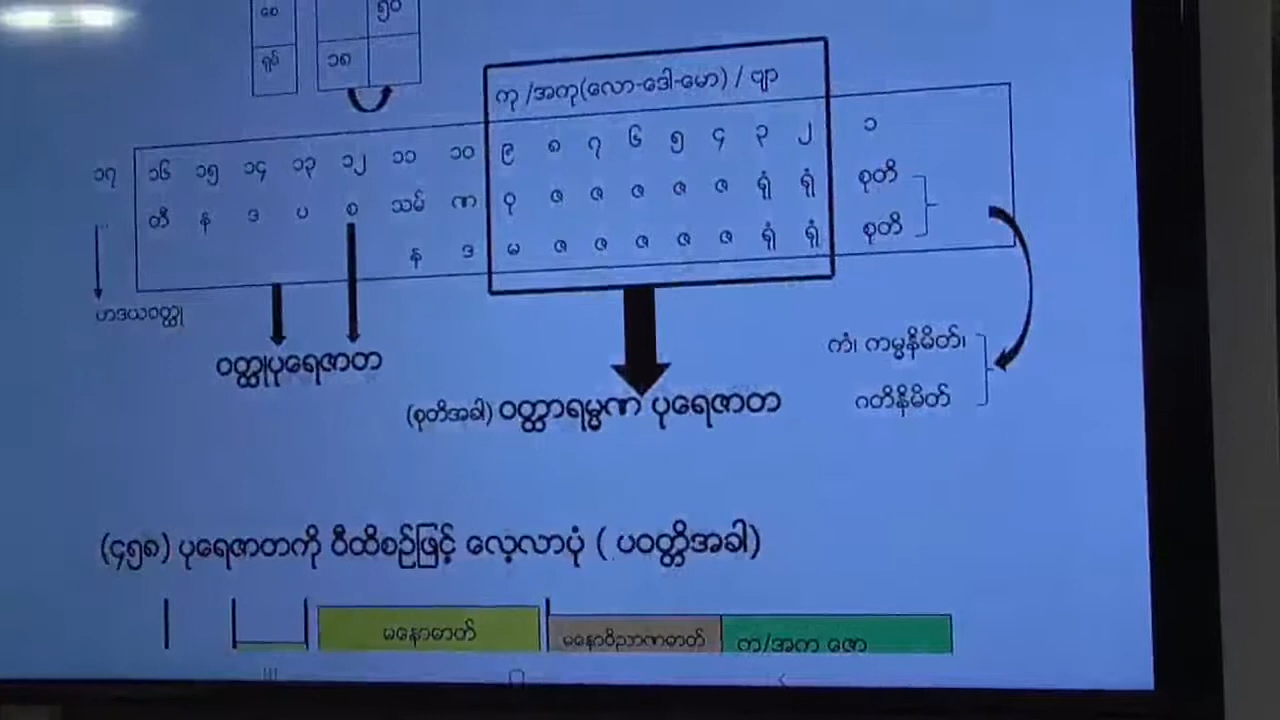 စေ ၅၀
ရုပ် ၁၈
ကု /အကု(လော-ဒေါ-မော) / ဗျာ
၁၇ ၁၆ ၁၅ ၁၄ ၁၃ ၁၂ ၁၁ ၁၀ ၉ ၈ ၇ ၆ ၅ ၄ ၃ ၂ ၁
တီ န ဒ ပ စ သမ် ဏ ဝု ဇ ဇ ဇ ဇ ဇ ရုံ ရုံ စုတိ
န ဒ မ ဇ ဇ ဇ ဇ ဇ ရုံ ရုံ စုတိ
ဟဒယဝတ္ထု
ဝတ္ထုပုရေဇာတ
(စုတိအခါ) ဝတ္ထာရမ္မဏ ပုရေဇာတ
ကံ၊ ကမ္မနိမိတ်၊
ဂတိနိမိတ်
(၄၅၈) ပုရေဇာတကို ဝီထိစဉ်ဖြင့် လေ့လာပုံ ( ပဝတ္တိအခါ)
မနောဓာတ် မနောဝိညာဏဓာတ် ကု/အကု ဇော